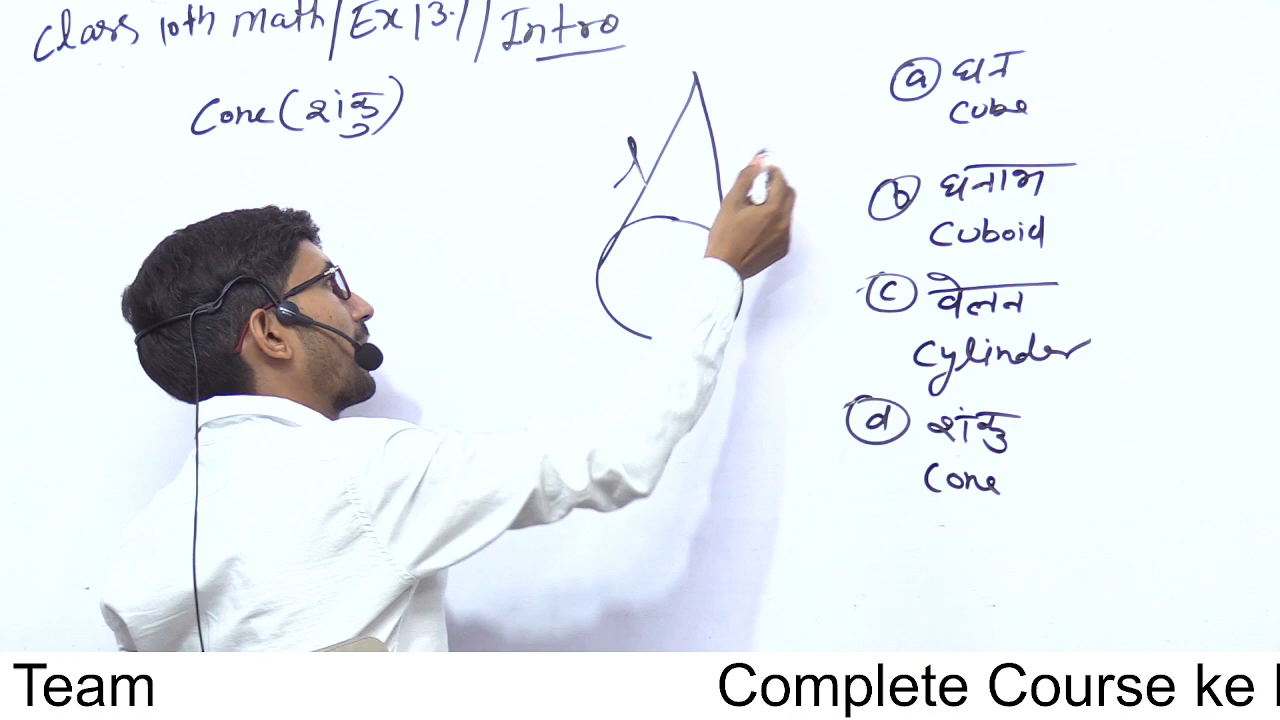 Class 10th math / Ex 13.1 / Intro
Cone (शंकु)
l
(a) घन
Cube
(b) घनाभ
Cuboid
(c) वेलन
Cylinder
(d) शंकु
Cone
Team
Complete Course ke